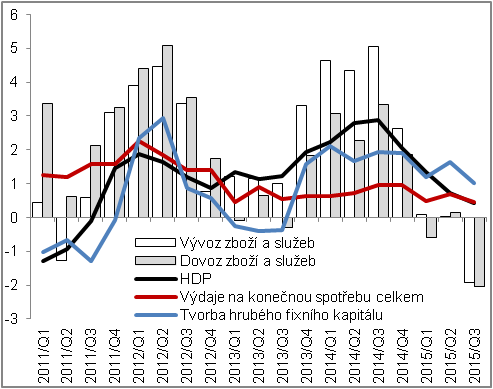 6
5
4
3
2
1
0
-1
-2
-3
Vývoz zboží a služeb
Dovoz zboží a služeb
HDP
Výdaje na konečnou spotřebu celkem
Tvorba hrubého fixního kapitálu
2011/Q1
2011/Q2
2011/Q3
2011/Q4
2012/Q1
2012/Q2
2012/Q3
2012/Q4
2013/Q1
2013/Q2
2013/Q3
2013/Q4
2014/Q1
2014/Q2
2014/Q3
2014/Q4
2015/Q1
2015/Q2
2015/Q3